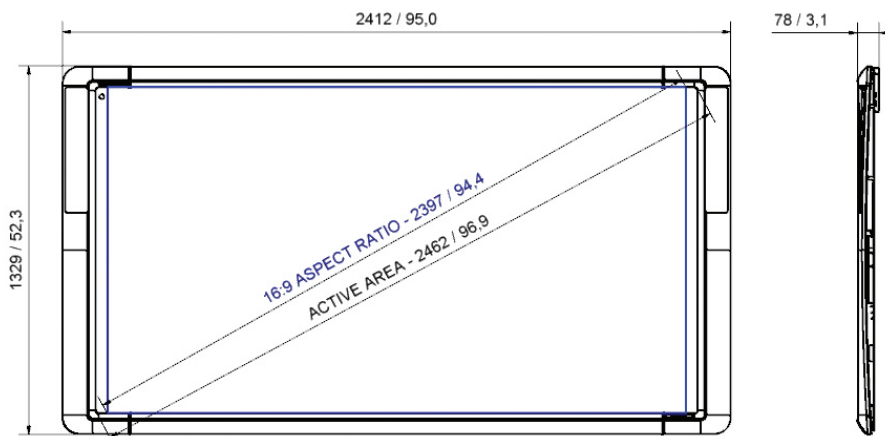 2412 / 95,0
78 / 3,1
1329 / 52,3
16:9 ASPECT RATIO - 2397 / 94,4
ACTIVE AREA - 2462 / 96,9